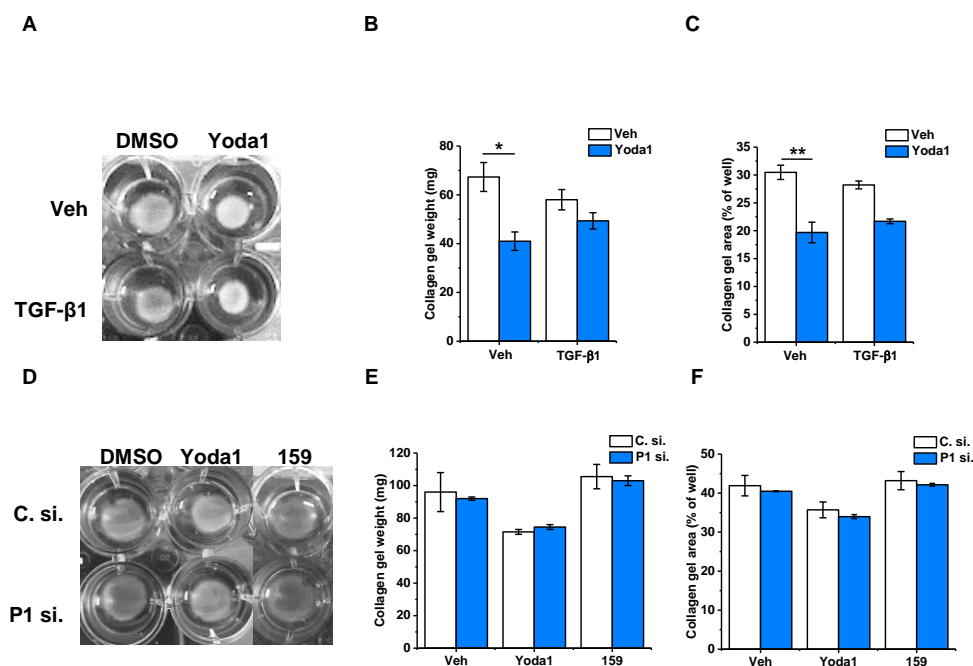 A
DMSO Yoda1
Veh
TGF-β1
B
Veh
Yoda1
*
Collagen gel weight (mg)
80
60
40
20
0
Veh TGF-β1
C
Veh
Yoda1
**
Collagen gel area (% of well)
35
30
25
20
15
10
5
0
Veh TGF-β1
D
DMSO Yoda1 159
C. si.
P1 si.
E
C. si.
P1 si.
Collagen gel weight (mg)
120
100
80
60
40
20
0
Veh Yoda1 159
F
C. si.
P1 si.
Collagen gel area (% of well)
50
40
30
20
10
0
Veh Yoda1 159